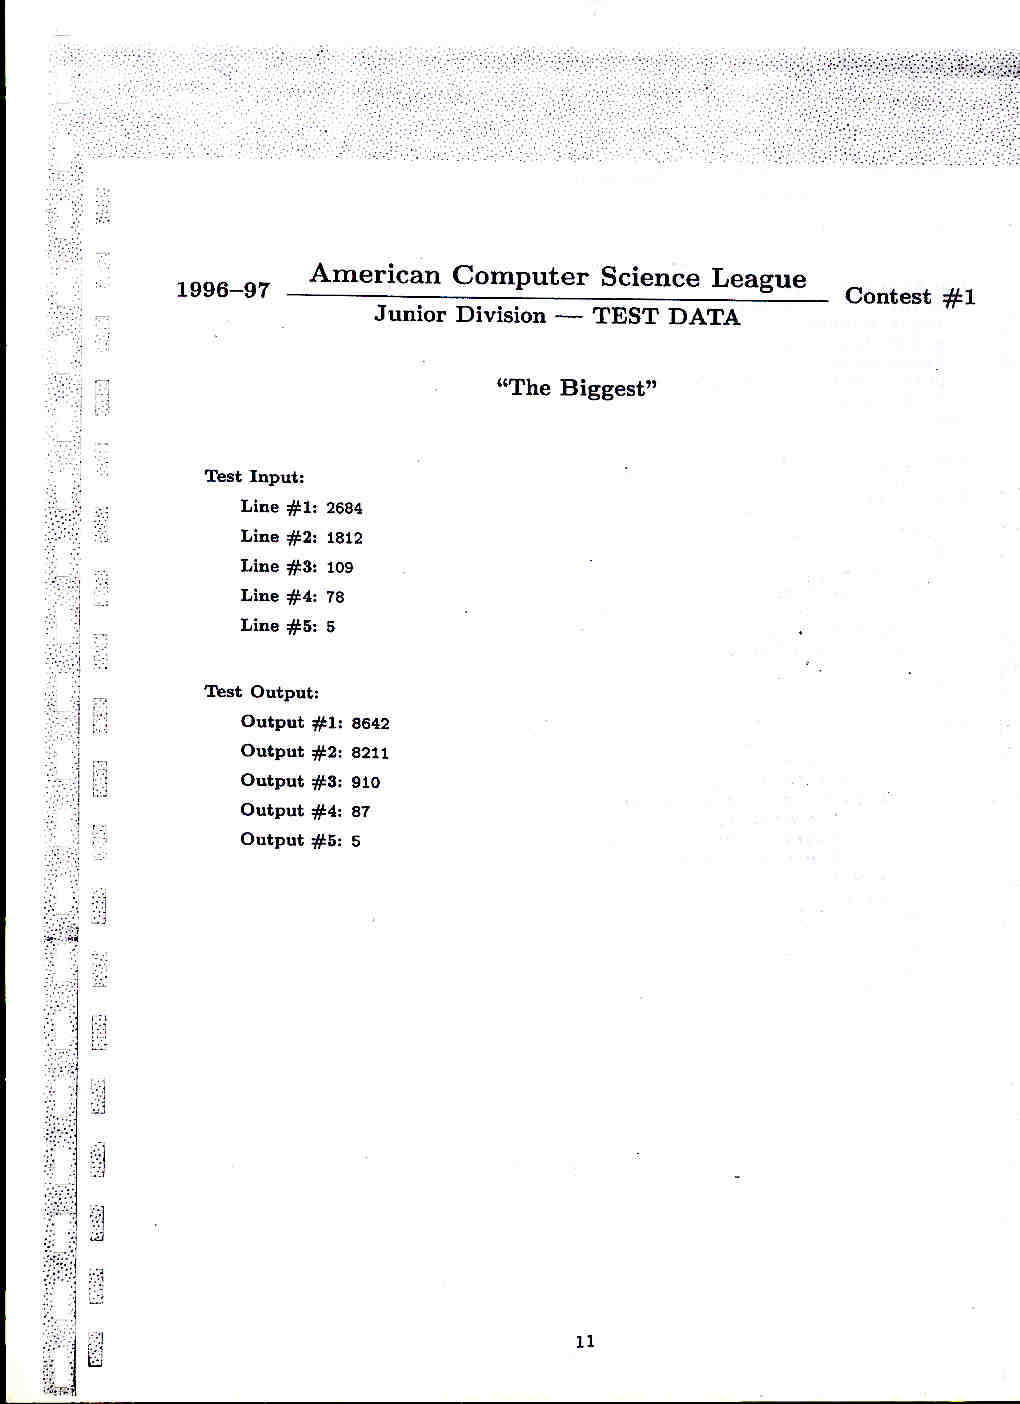 American Computer Science League
1996–97
Contest #1
Junior Division — TEST DATA
“The Biggest”
Test Input:
Line #1: 2684
Line #2: 1812
Line #3: 109
Line #4: 78
Line #5: 5
Test Output:
Output #1: 8642
Output #2: 8211
Output #3: 910
Output #4: 87
Output #5: 5
11